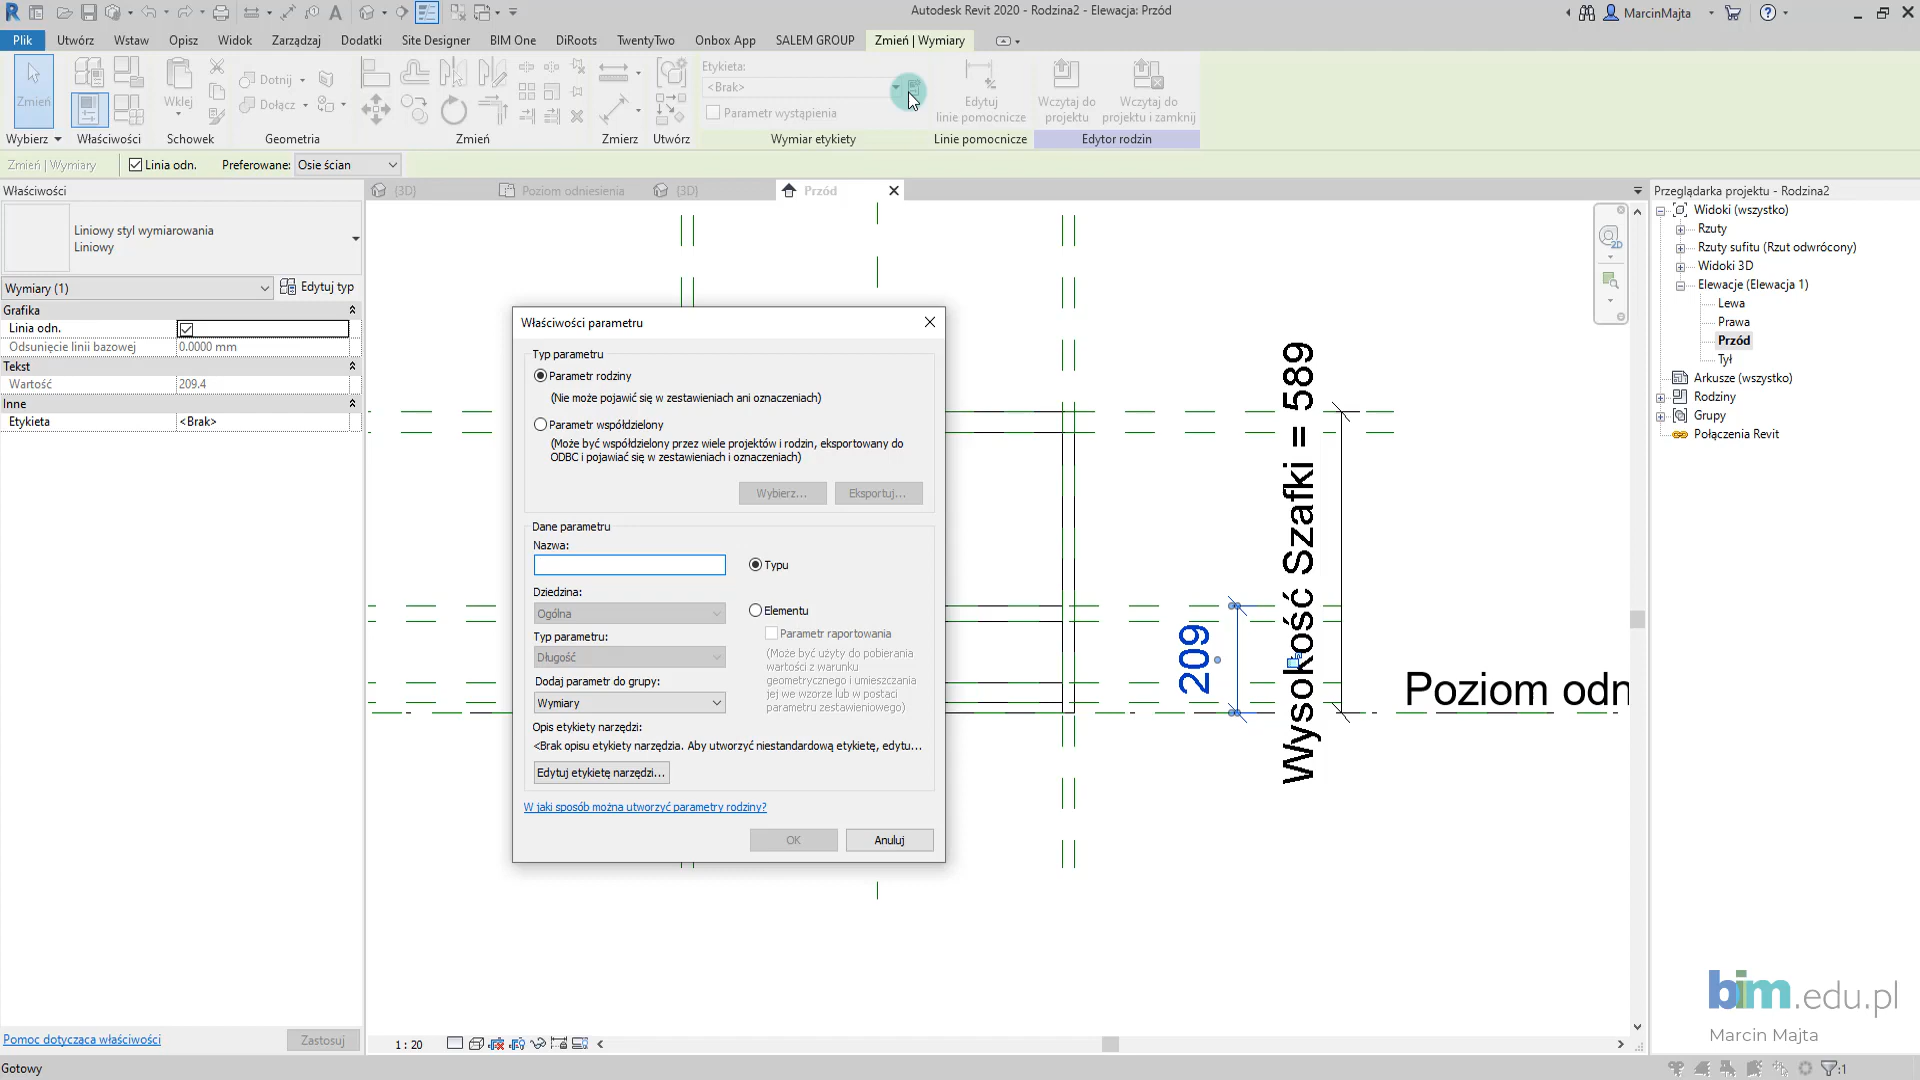 Autodesk Revit 2020 - Rodzina2 - Elewacja: Przód
MarcinMajta
Plik
Utwórz
Wstaw
Opisz
Widok
Zarządzaj
Dodatki
Site Designer
BIM One
DiRoots
TwentyTwo
Onbox App
SALEM GROUP
Zmień | Wymiary
Zmień
Wklej
Dotnij
Dołącz
Etykieta:
<Brak>
Parametr wystąpienia
Edytuj
linie pomocnicze
Wczytaj do
projektu
Wczytaj do
projektu i zamknij
Wybierz
Właściwości
Schowek
Geometria
Zmień
Zmierz
Utwórz
Wymiar etykiety
Linie pomocnicze
Edytor rodzin
Zmień | Wymiary
Linia odn.
Preferowane:
Osie ścian
Właściwości
{3D}
Poziom odniesienia
{3D}
Przód
Przeglądarka projektu - Rodzina2
Liniowy styl wymiarowania
Liniowy
Wymiary (1)
Edytuj typ
Grafika
Linia odn.
Odsunięcie linii bazowej
0.0000 mm
Tekst
Wartość
209.4
Inne
Etykieta
<Brak>
Właściwości parametru
Typ parametru
Parametr rodziny
(Nie może pojawić się w zestawieniach ani oznaczeniach)
Parametr współdzielony
(Może być współdzielony przez wiele projektów i rodzin, eksportowany do
ODBC i pojawiać się w zestawieniach i oznaczeniach)
Wybierz...
Eksportuj...
Dane parametru
Nazwa:
Typu
Dziedzina:
Ogólna
Elementu
Parametr raportowania
(Może być użyty do pobierania
wartości z warunku
geometrycznego i umieszczania
jej we wzorze lub w postaci
parametru zestawieniowego)
Typ parametru:
Długość
Dodaj parametr do grupy:
Wymiary
Opis etykiety narzędzi:
<Brak opisu etykiety narzędzia. Aby utworzyć niestandardową etykietę, edytu...
Edytuj etykietę narzędzi...
W jaki sposób można utworzyć parametry rodziny?
OK
Anuluj
209
Wysokość Szafki = 589
Poziom odn
2D
Widoki (wszystko)
Rzuty
Rzuty sufitu (Rzut odwrócony)
Widoki 3D
Elewacje (Elewacja 1)
Lewa
Prawa
Przód
Tył
Arkusze (wszystko)
Rodziny
Grupy
Połączenia Revit
bim.edu.pl
Marcin Majta
Pomoc dotycząca właściwości
Zastosuj
1 : 20
Gotowy
:1